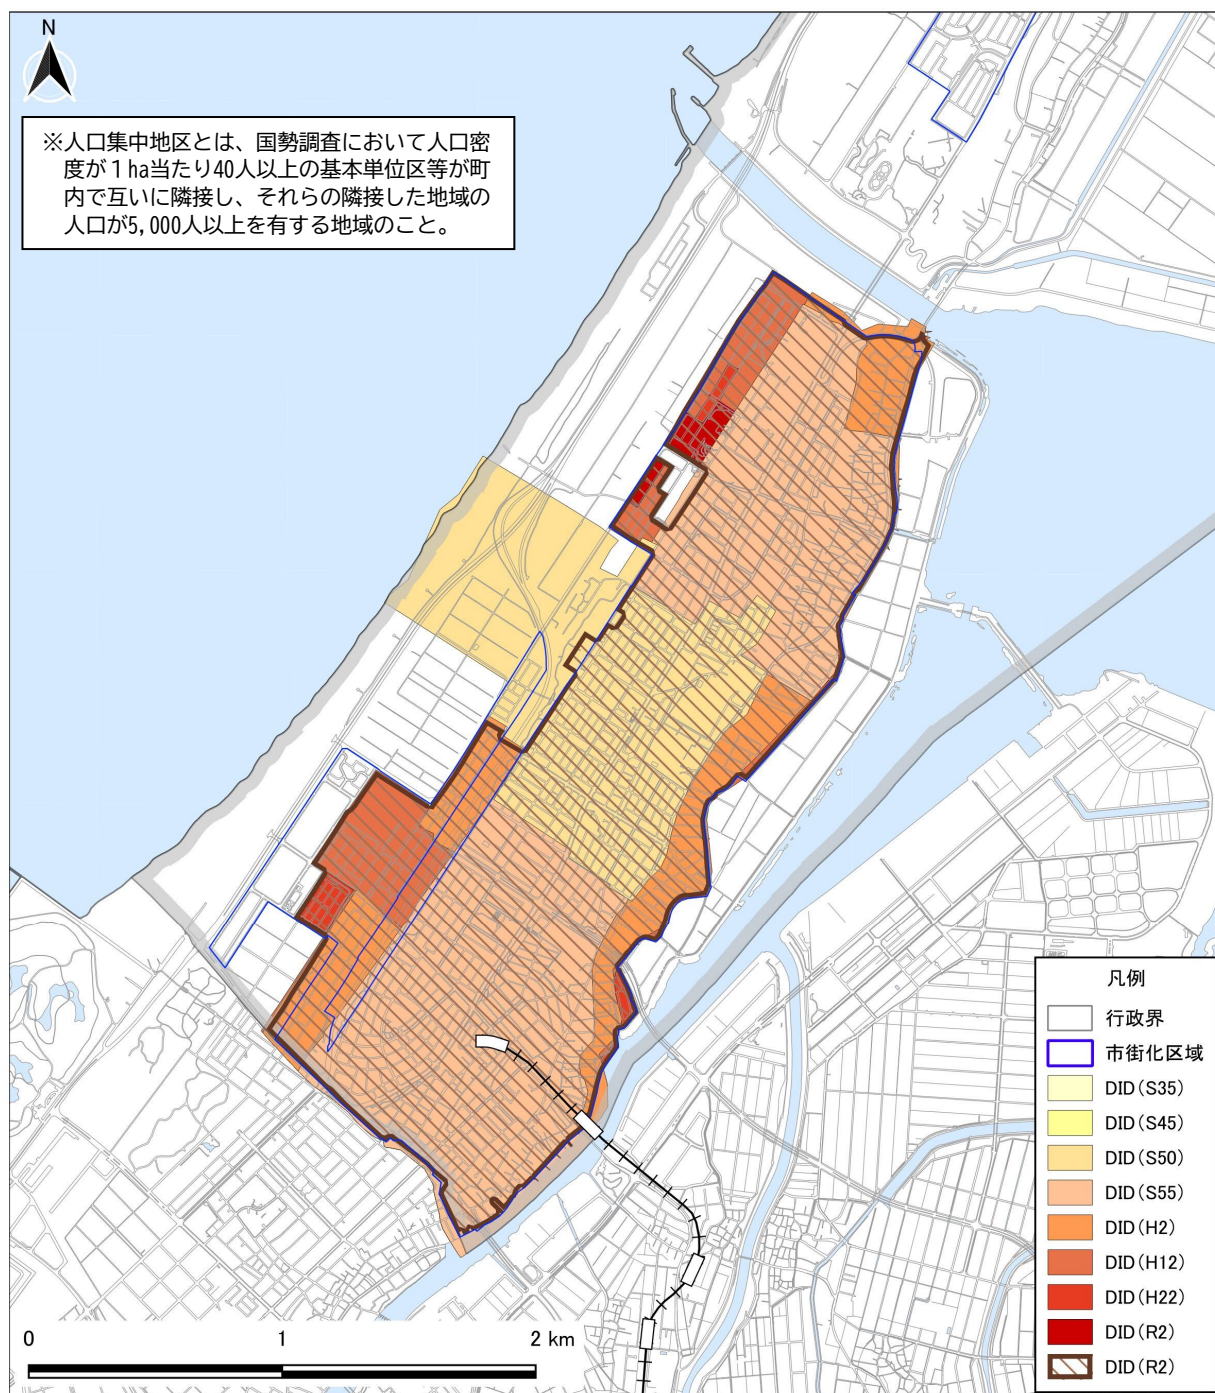 N
※人口集中地区とは、国勢調査において人口密
度が1ha当たり40人以上の基本単位区等が町
内で互いに隣接し、それらの隣接した地域の
人口が5,000人以上を有する地域のこと。
凡例
行政界
市街化区域
DID(S35)
DID(S45)
DID(S50)
DID(S55)
DID(H2)
DID(H12)
DID(H22)
DID(R2)
DID(R2)
0 1 2 km